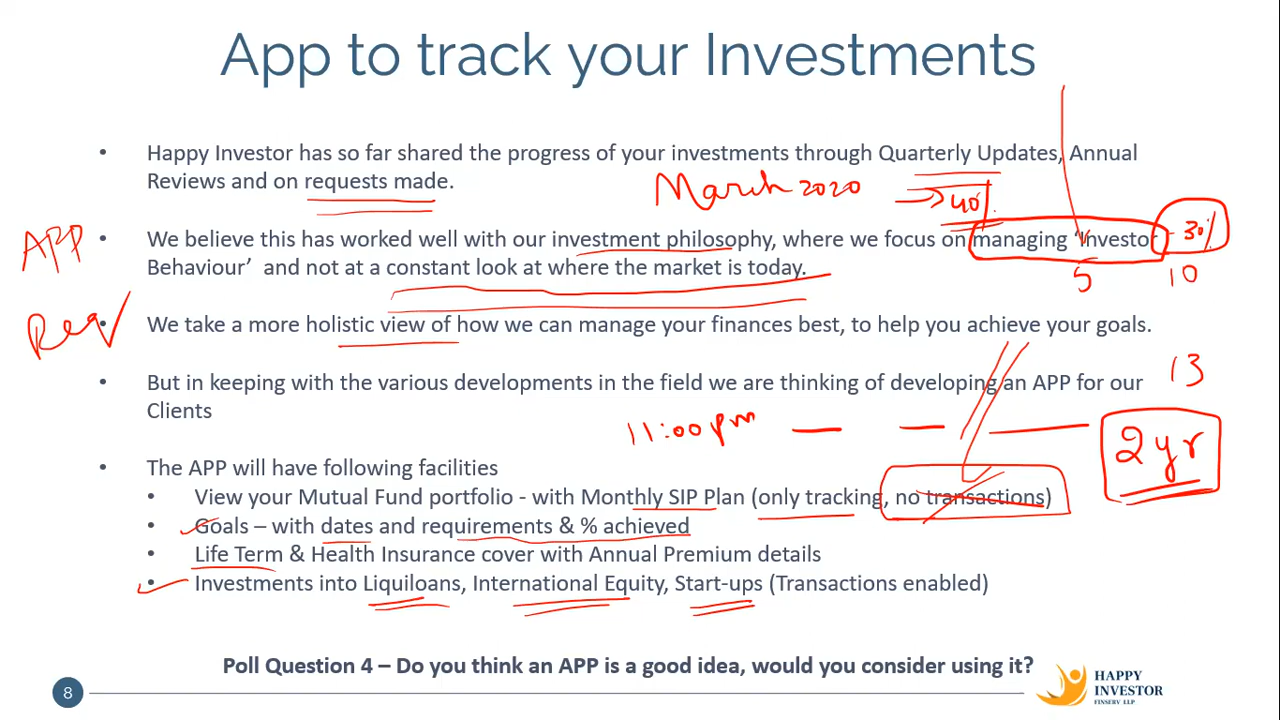 App to track your Investments
• Happy Investor has so far shared the progress of your investments through Quarterly Updates, Annual
Reviews and on requests made.
March 2020
40%
APP
• We believe this has worked well with our investment philosophy, where we focus on managing ‘Investor
- 30%
Behaviour’ and not at a constant look at where the market is today.
5 10
Req
• We take a more holistic view of how we can manage your finances best, to help you achieve your goals.
13
• But in keeping with the various developments in the field we are thinking of developing an APP for our
Clients
11:00 pm
2 yr
• The APP will have following facilities
• View your Mutual Fund portfolio - with Monthly SIP Plan (only tracking, no transactions)
• Goals – with dates and requirements & % achieved
• Life Term & Health Insurance cover with Annual Premium details
• Investments into Liquiloans, International Equity, Start-ups (Transactions enabled)
Poll Question 4 – Do you think an APP is a good idea, would you consider using it?
8
HAPPY
INVESTOR
FINSERV LLP